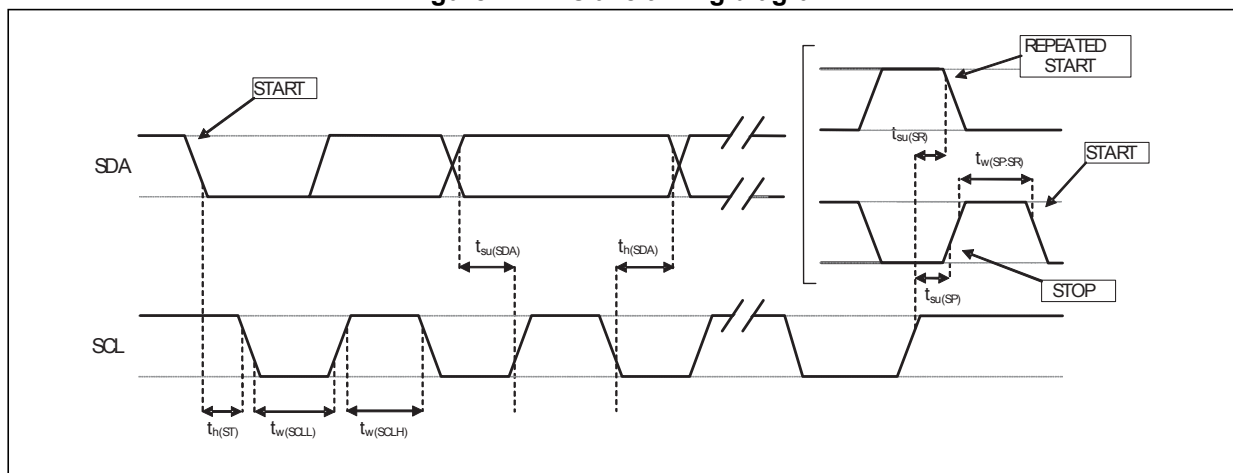 REPEATED
START
START
t_su(SR)
t_w(SP:SR)
START
SDA
t_su(SDA)
t_h(SDA)
t_su(SP)
STOP
SCL
t_h(ST)
t_w(SCLL)
t_w(SCLH)